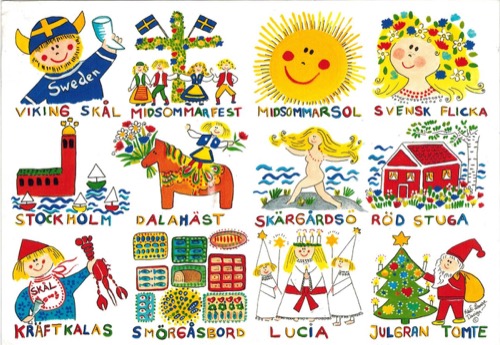 Sweden
VIKING SKÅL
MIDSOMMARFEST
MIDSOMMARSOL
SVENSK FLICKA
STOCKHOLM
DALAHÄST
SKÄRGÅRDSÖ
RÖD STUGA
SKÅL
KRÄFTKALAS
SMÖRGÅSBORD
LUCIA
JULGRAN TOMTE